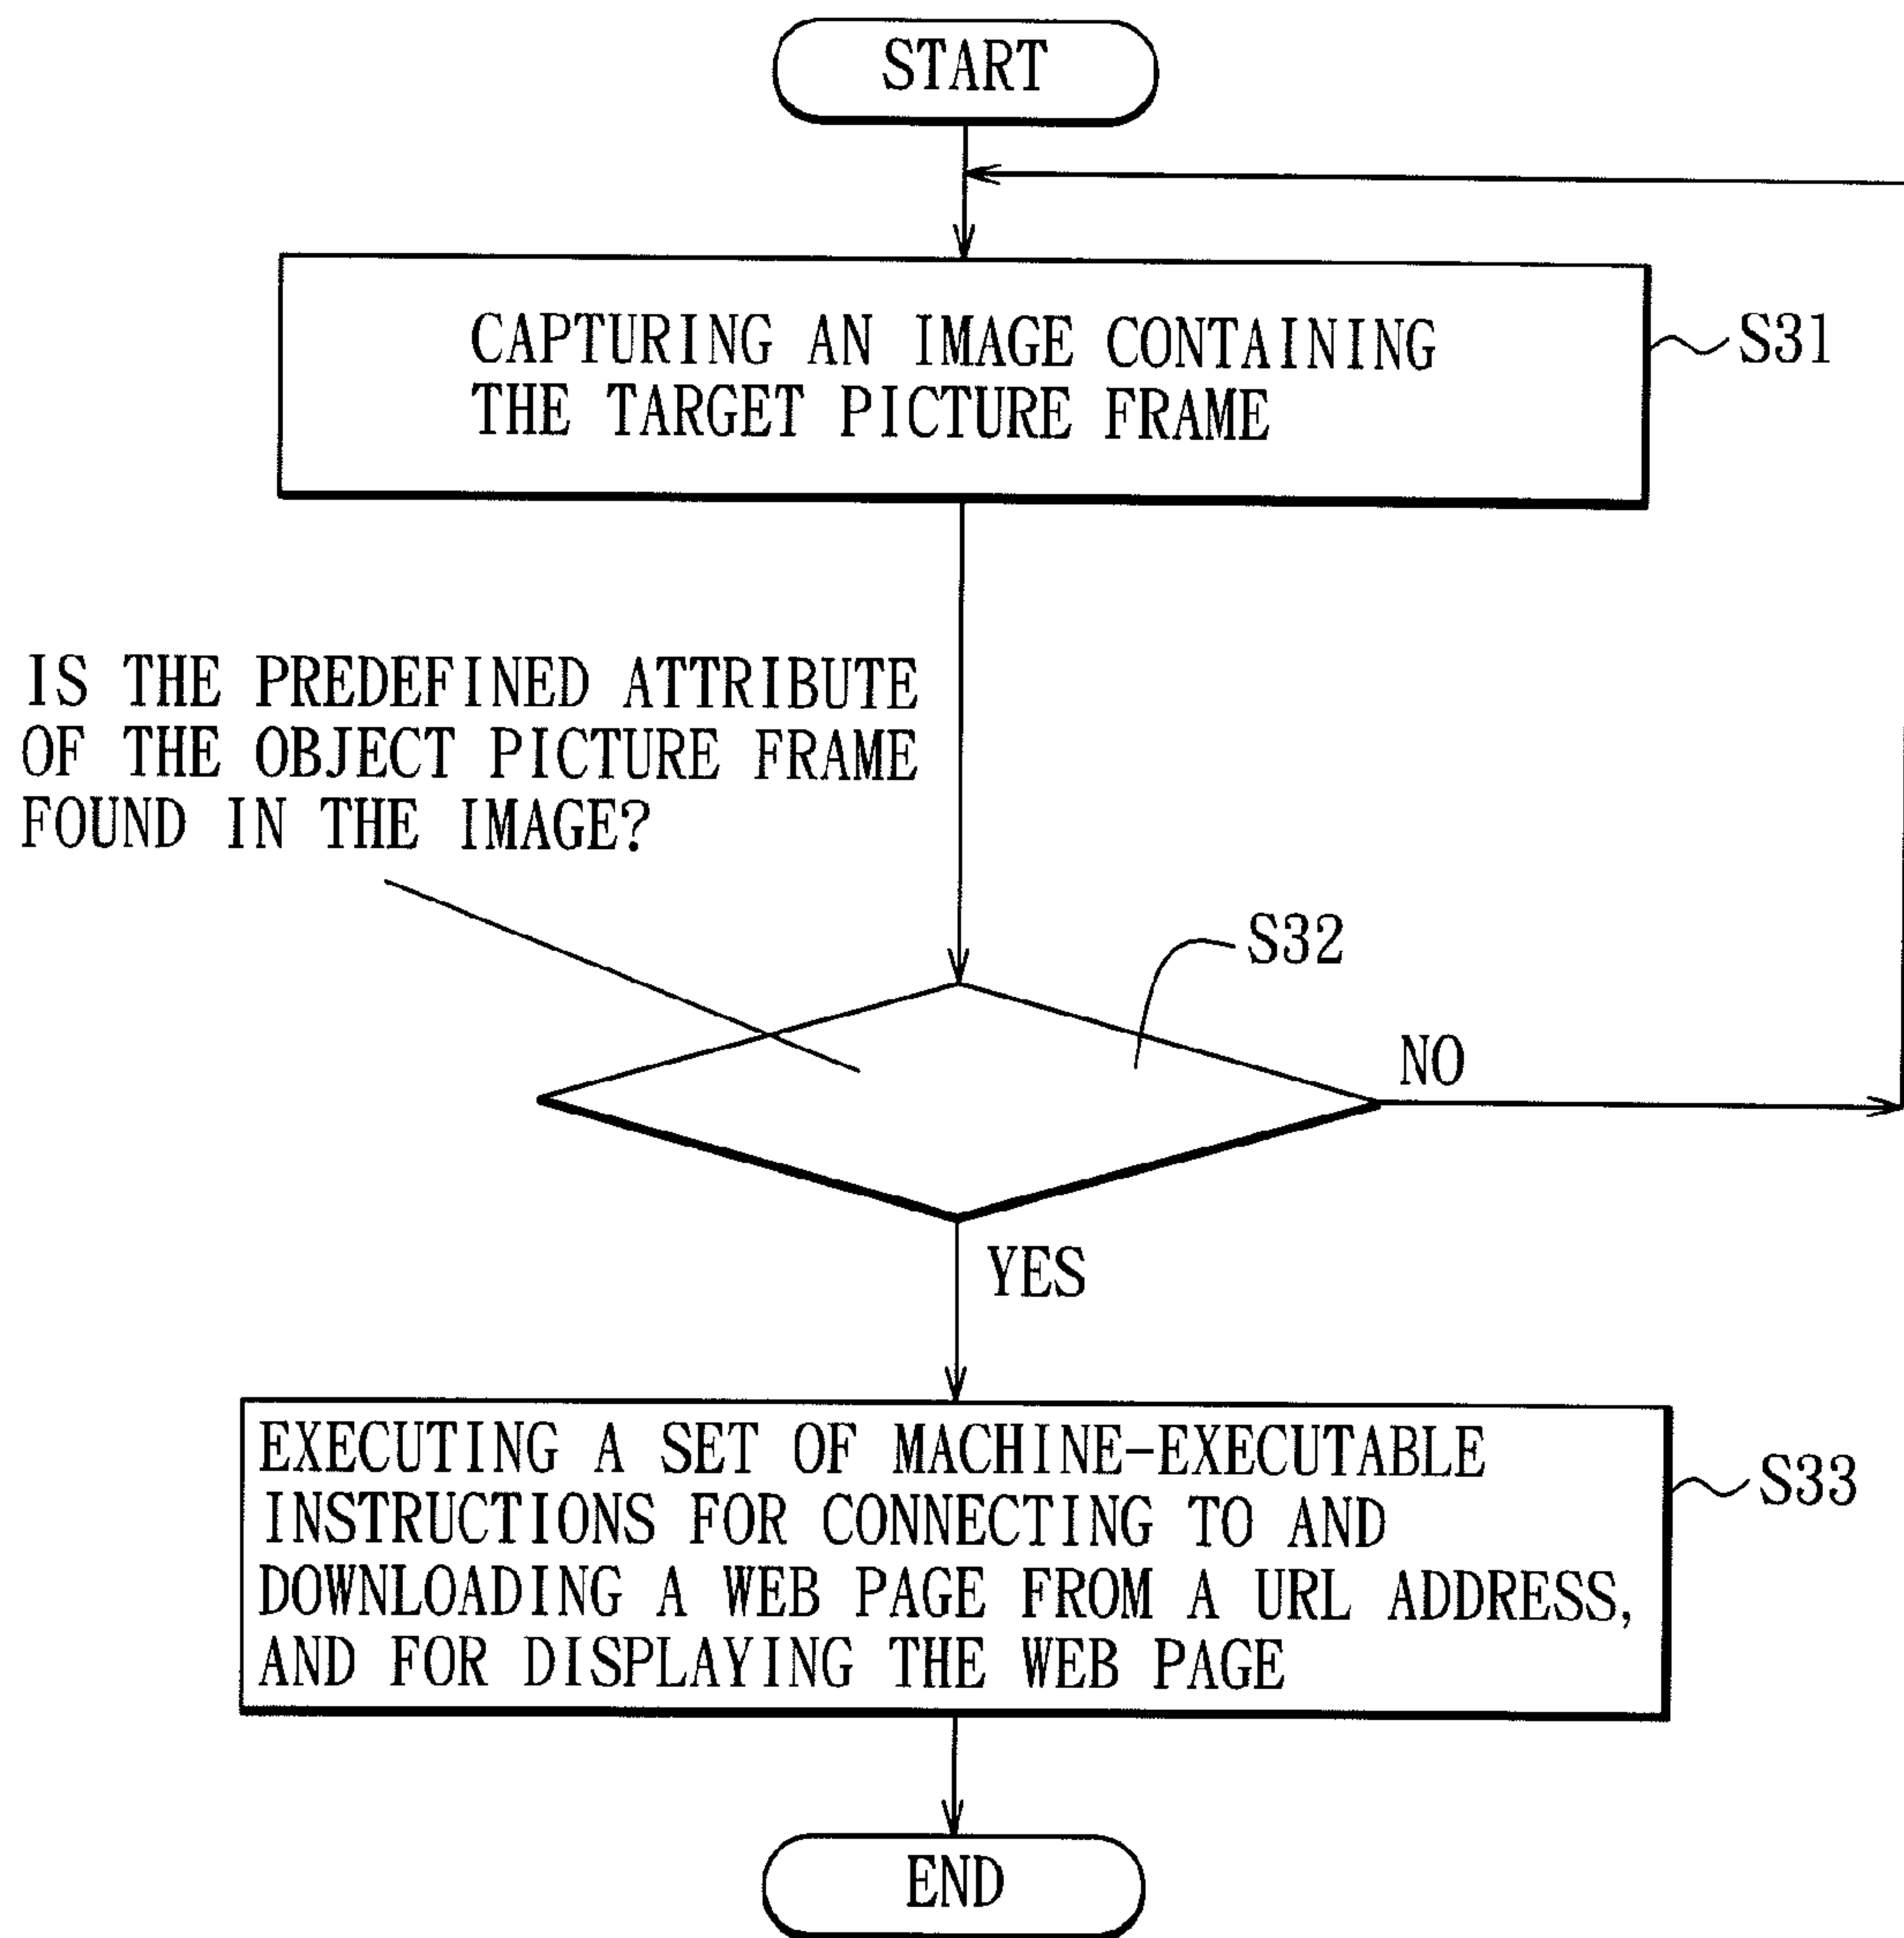 START
CAPTURING AN IMAGE CONTAINING
THE TARGET PICTURE FRAME
S31
IS THE PREDEFINED ATTRIBUTE
OF THE OBJECT PICTURE FRAME
FOUND IN THE IMAGE?
S32
NO
YES
EXECUTING A SET OF MACHINE-EXECUTABLE
INSTRUCTIONS FOR CONNECTING TO AND
DOWNLOADING A WEB PAGE FROM A URL ADDRESS,
AND FOR DISPLAYING THE WEB PAGE
S33
END